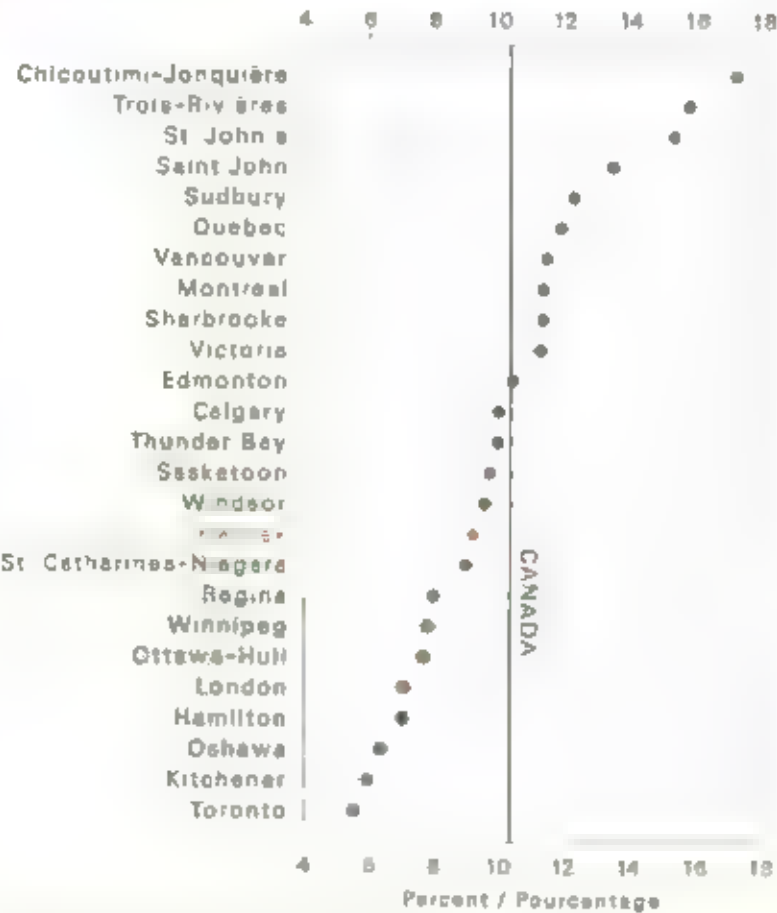 4 6 8 10 12 14 16 18
Chicoutimi-Jonquière
Trois-Rivières
St John's
Saint John
Sudbury
Quebec
Vancouver
Montreal
Sherbrooke
Victoria
Edmonton
Calgary
Thunder Bay
Saskatoon
Windsor
St Catharines-Niagara
Regina
Winnipeg
Ottawa-Hull
London
Hamilton
Oshawa
Kitchener
Toronto
CANADA
4 6 8 10 12 14 16 18
Percent / Pourcentage